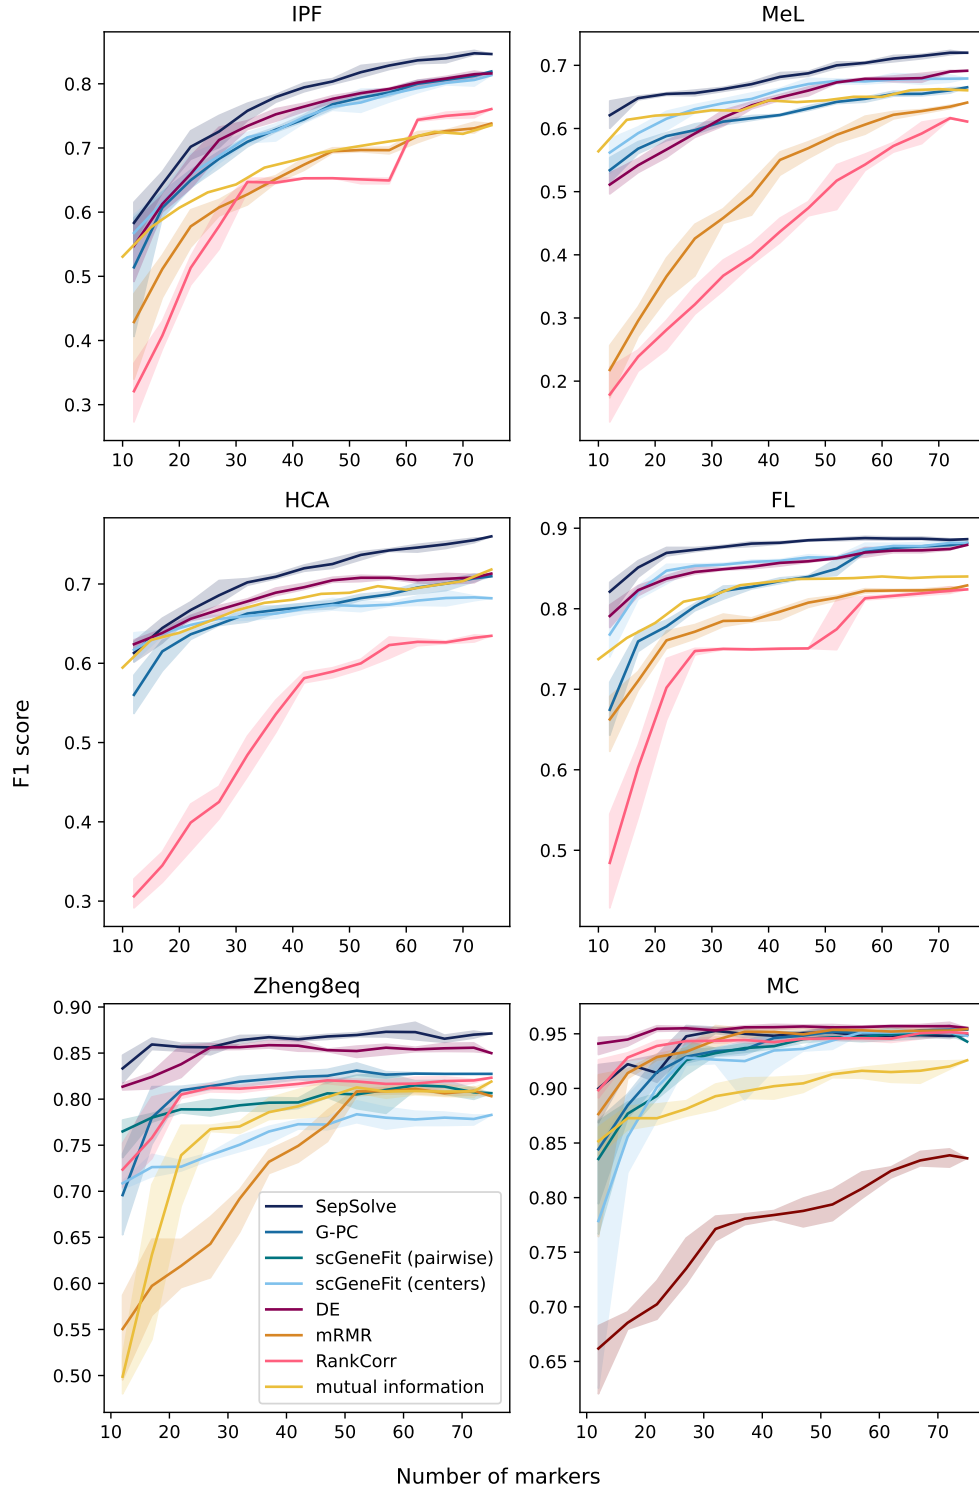 IPF
MeL
0.8
0.7
0.6
0.5
0.4
0.3
10 20 30 40 50 60 70
0.7
0.6
0.5
0.4
0.3
0.2
10 20 30 40 50 60 70
HCA
FL
0.7
0.6
0.5
0.4
0.3
10 20 30 40 50 60 70
0.9
0.8
0.7
0.6
0.5
10 20 30 40 50 60 70
F1 score
Zheng8eq
MC
0.90
0.85
0.80
0.75
0.70
0.65
0.60
0.55
0.50
10 20 30 40 50 60 70
SepSolve
G-PC
scGeneFit (pairwise)
scGeneFit (centers)
DE
mRMR
RankCorr
mutual information
0.95
0.90
0.85
0.80
0.75
0.70
0.65
10 20 30 40 50 60 70
Number of markers